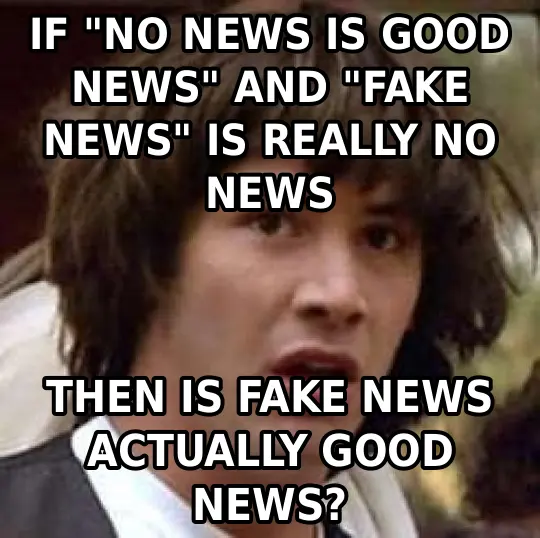 IF "NO NEWS IS GOOD
NEWS" AND "FAKE
NEWS" IS REALLY NO
NEWS
THEN IS FAKE NEWS
ACTUALLY GOOD
NEWS?